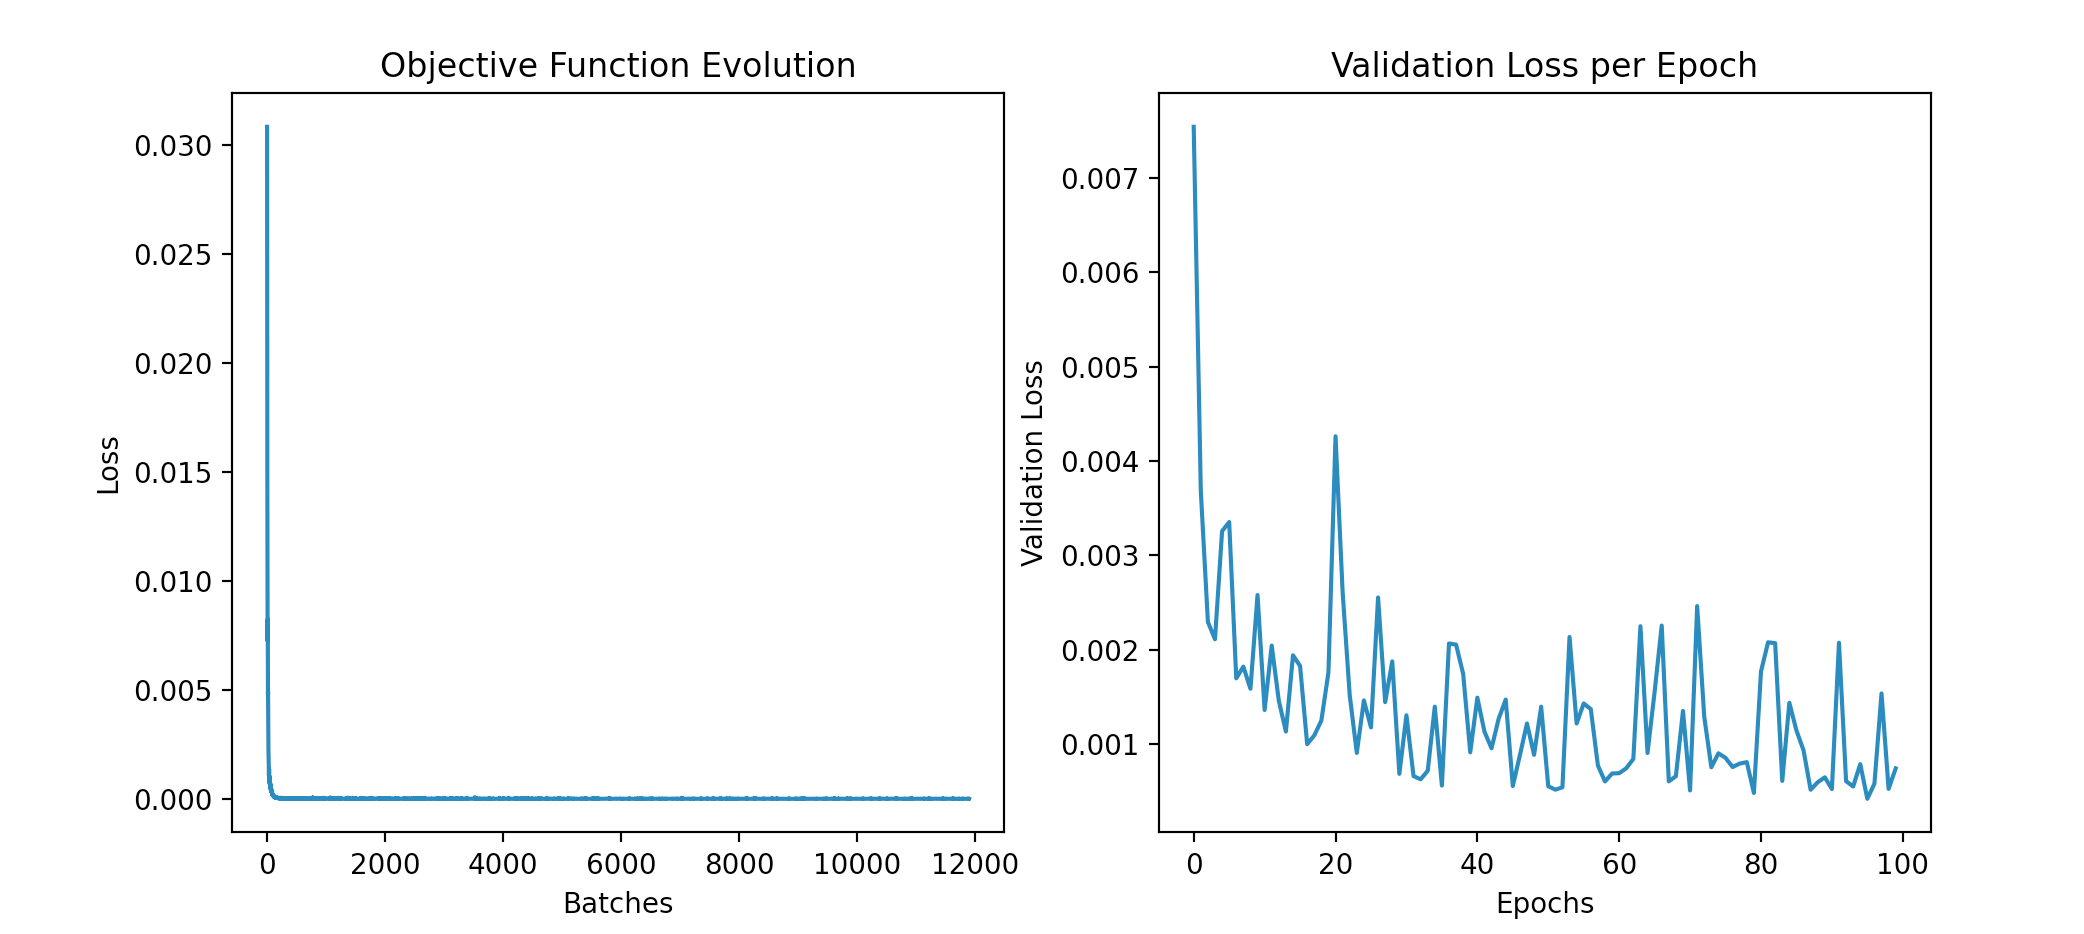 Objective Function Evolution
0.030
0.025
0.020
0.015
0.010
0.005
0.000
Loss
0 2000 4000 6000 8000 10000 12000
Batches
Validation Loss per Epoch
0.007
0.006
0.005
0.004
0.003
0.002
0.001
Validation Loss
0 20 40 60 80 100
Epochs